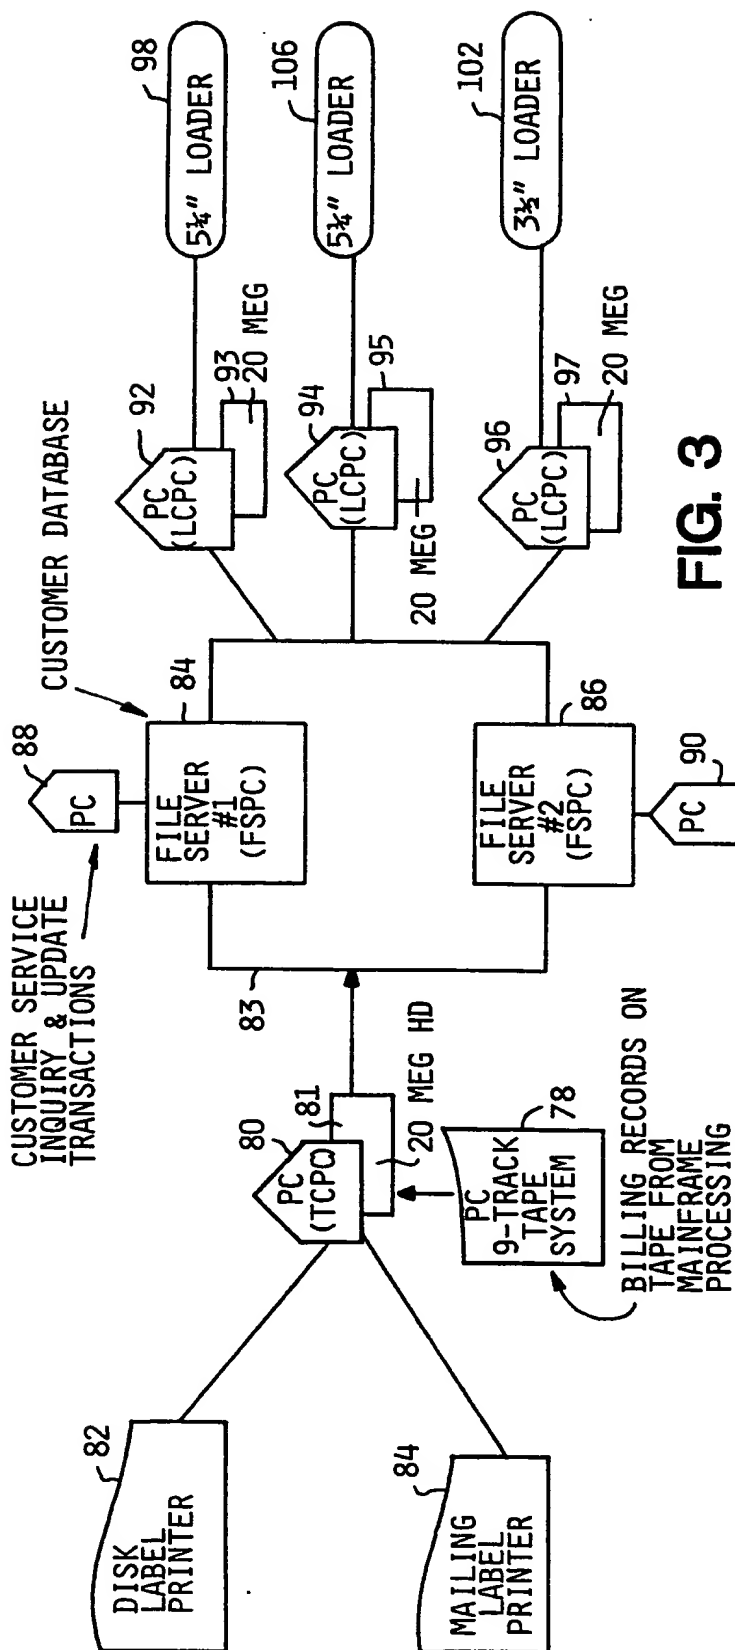 DISK
LABEL
PRINTER
82
MAILING
LABEL
PRINTER
84
PC
(TCPC)
80
81
20 MEG HD
PC
9-TRACK
TAPE
SYSTEM
78
BILLING RECORDS ON
TAPE FROM
MAINFRAME
PROCESSING
CUSTOMER SERVICE
INQUIRY & UPDATE
TRANSACTIONS
83
PC
88
CUSTOMER DATABASE
FILE
SERVER
#1
(FSPC)
84
FILE
SERVER
#2
(FSPC)
86
PC
90
PC
(LCPC)
92
93
20 MEG
PC
(LCPC)
94
95
20 MEG
PC
(LCPC)
96
97
20 MEG
5¼" LOADER
98
5¼" LOADER
106
3½" LOADER
102
FIG. 3